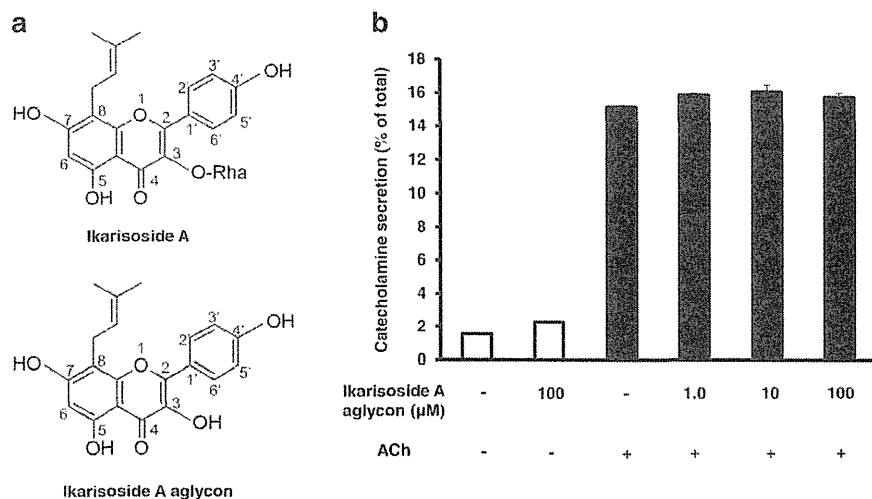 a
3'
2'
4'
OH
HO
7
8
1
O
2
1'
5'
6'
6
5
4
3
O-Rha
OH
O
Ikarisoside A
3'
2'
4'
OH
HO
7
8
1
O
2
1'
5'
6'
6
5
4
3
OH
OH
O
Ikarisoside A aglycon
b
Catecholamine secretion (% of total)
18
16
14
12
10
8
6
4
2
0
Ikarisoside A
aglycon (µM)
- 100 - 1.0 10 100
ACh - - + + + +